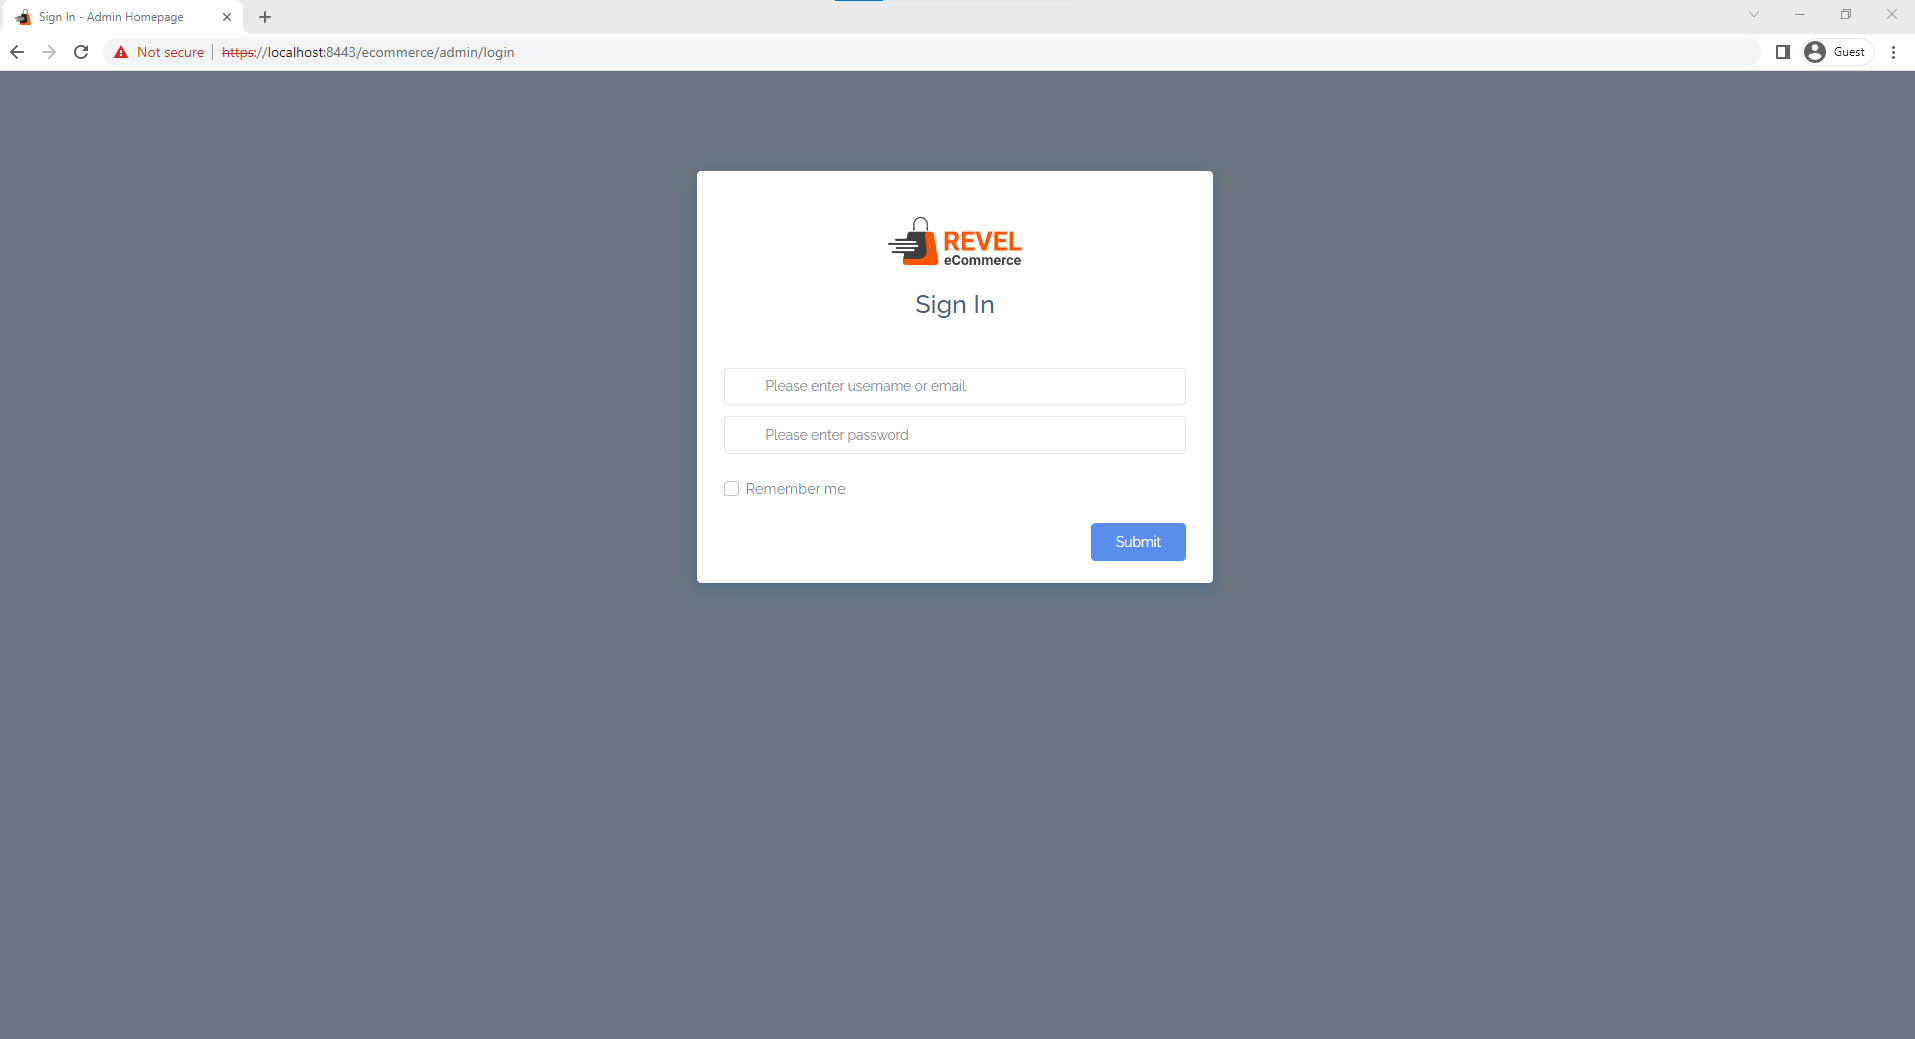 Sign In - Admin Homepage
Not secure https://localhost:8443/ecommerce/admin/login Guest
REVEL
eCommerce
Sign In
Please enter username or email
Please enter password
Remember me
Submit